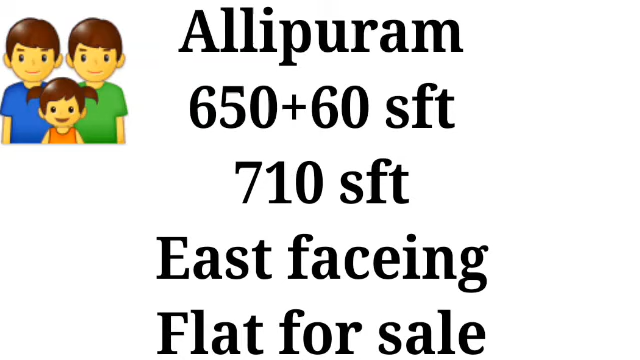 Allipuram
650+60 sft
710 sft
East faceing
Flat for sale